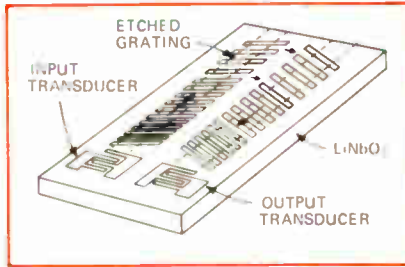 ETCHED
GRATING
INPUT
TRANSDUCER
LiNbO
OUTPUT
TRANSDUCER